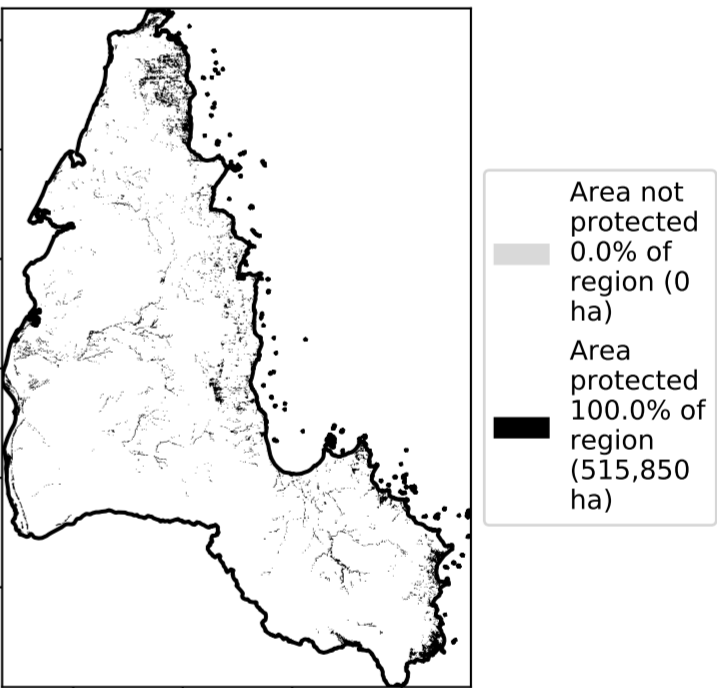 Area not
protected
0.0% of
region (0
ha)
Area
protected
100.0% of
region
(515,850
ha)